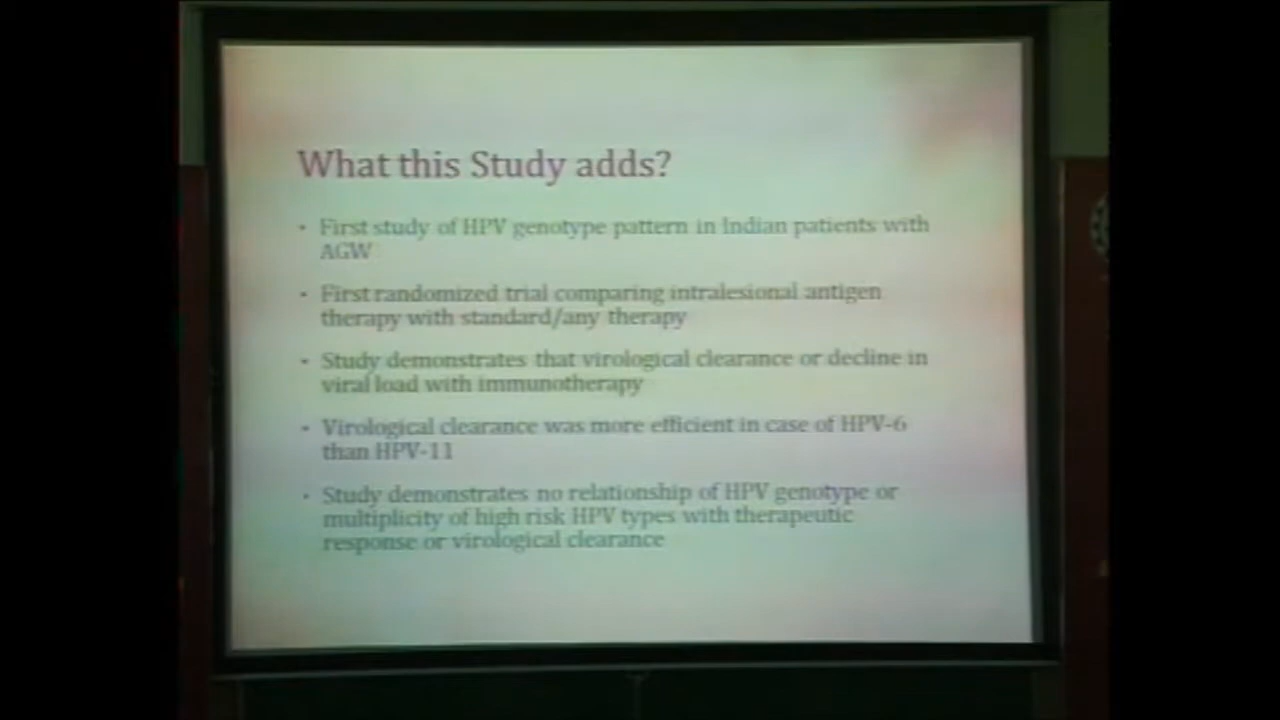 What this Study adds?
• First study of HPV genotype pattern in Indian patients with
AGW
• First randomized trial comparing intralesional antigen
therapy with standard/any therapy
• Study demonstrates that virological clearance or decline in
viral load with immunotherapy
• Virological clearance was more efficient in case of HPV-6
than HPV-11
• Study demonstrates no relationship of HPV genotype or
multiplicity of high risk HPV types with therapeutic
response or virological clearance